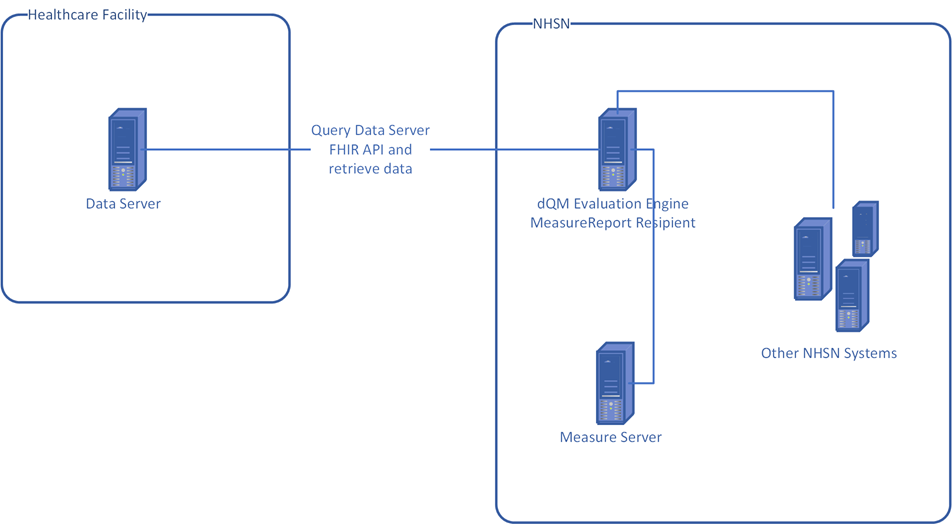 Healthcare Facility
NHSN
Query Data Server
FHIR API and
retrieve data
Data Server
dQM Evaluation Engine
MeasureReport Resipient
Other NHSN Systems
Measure Server